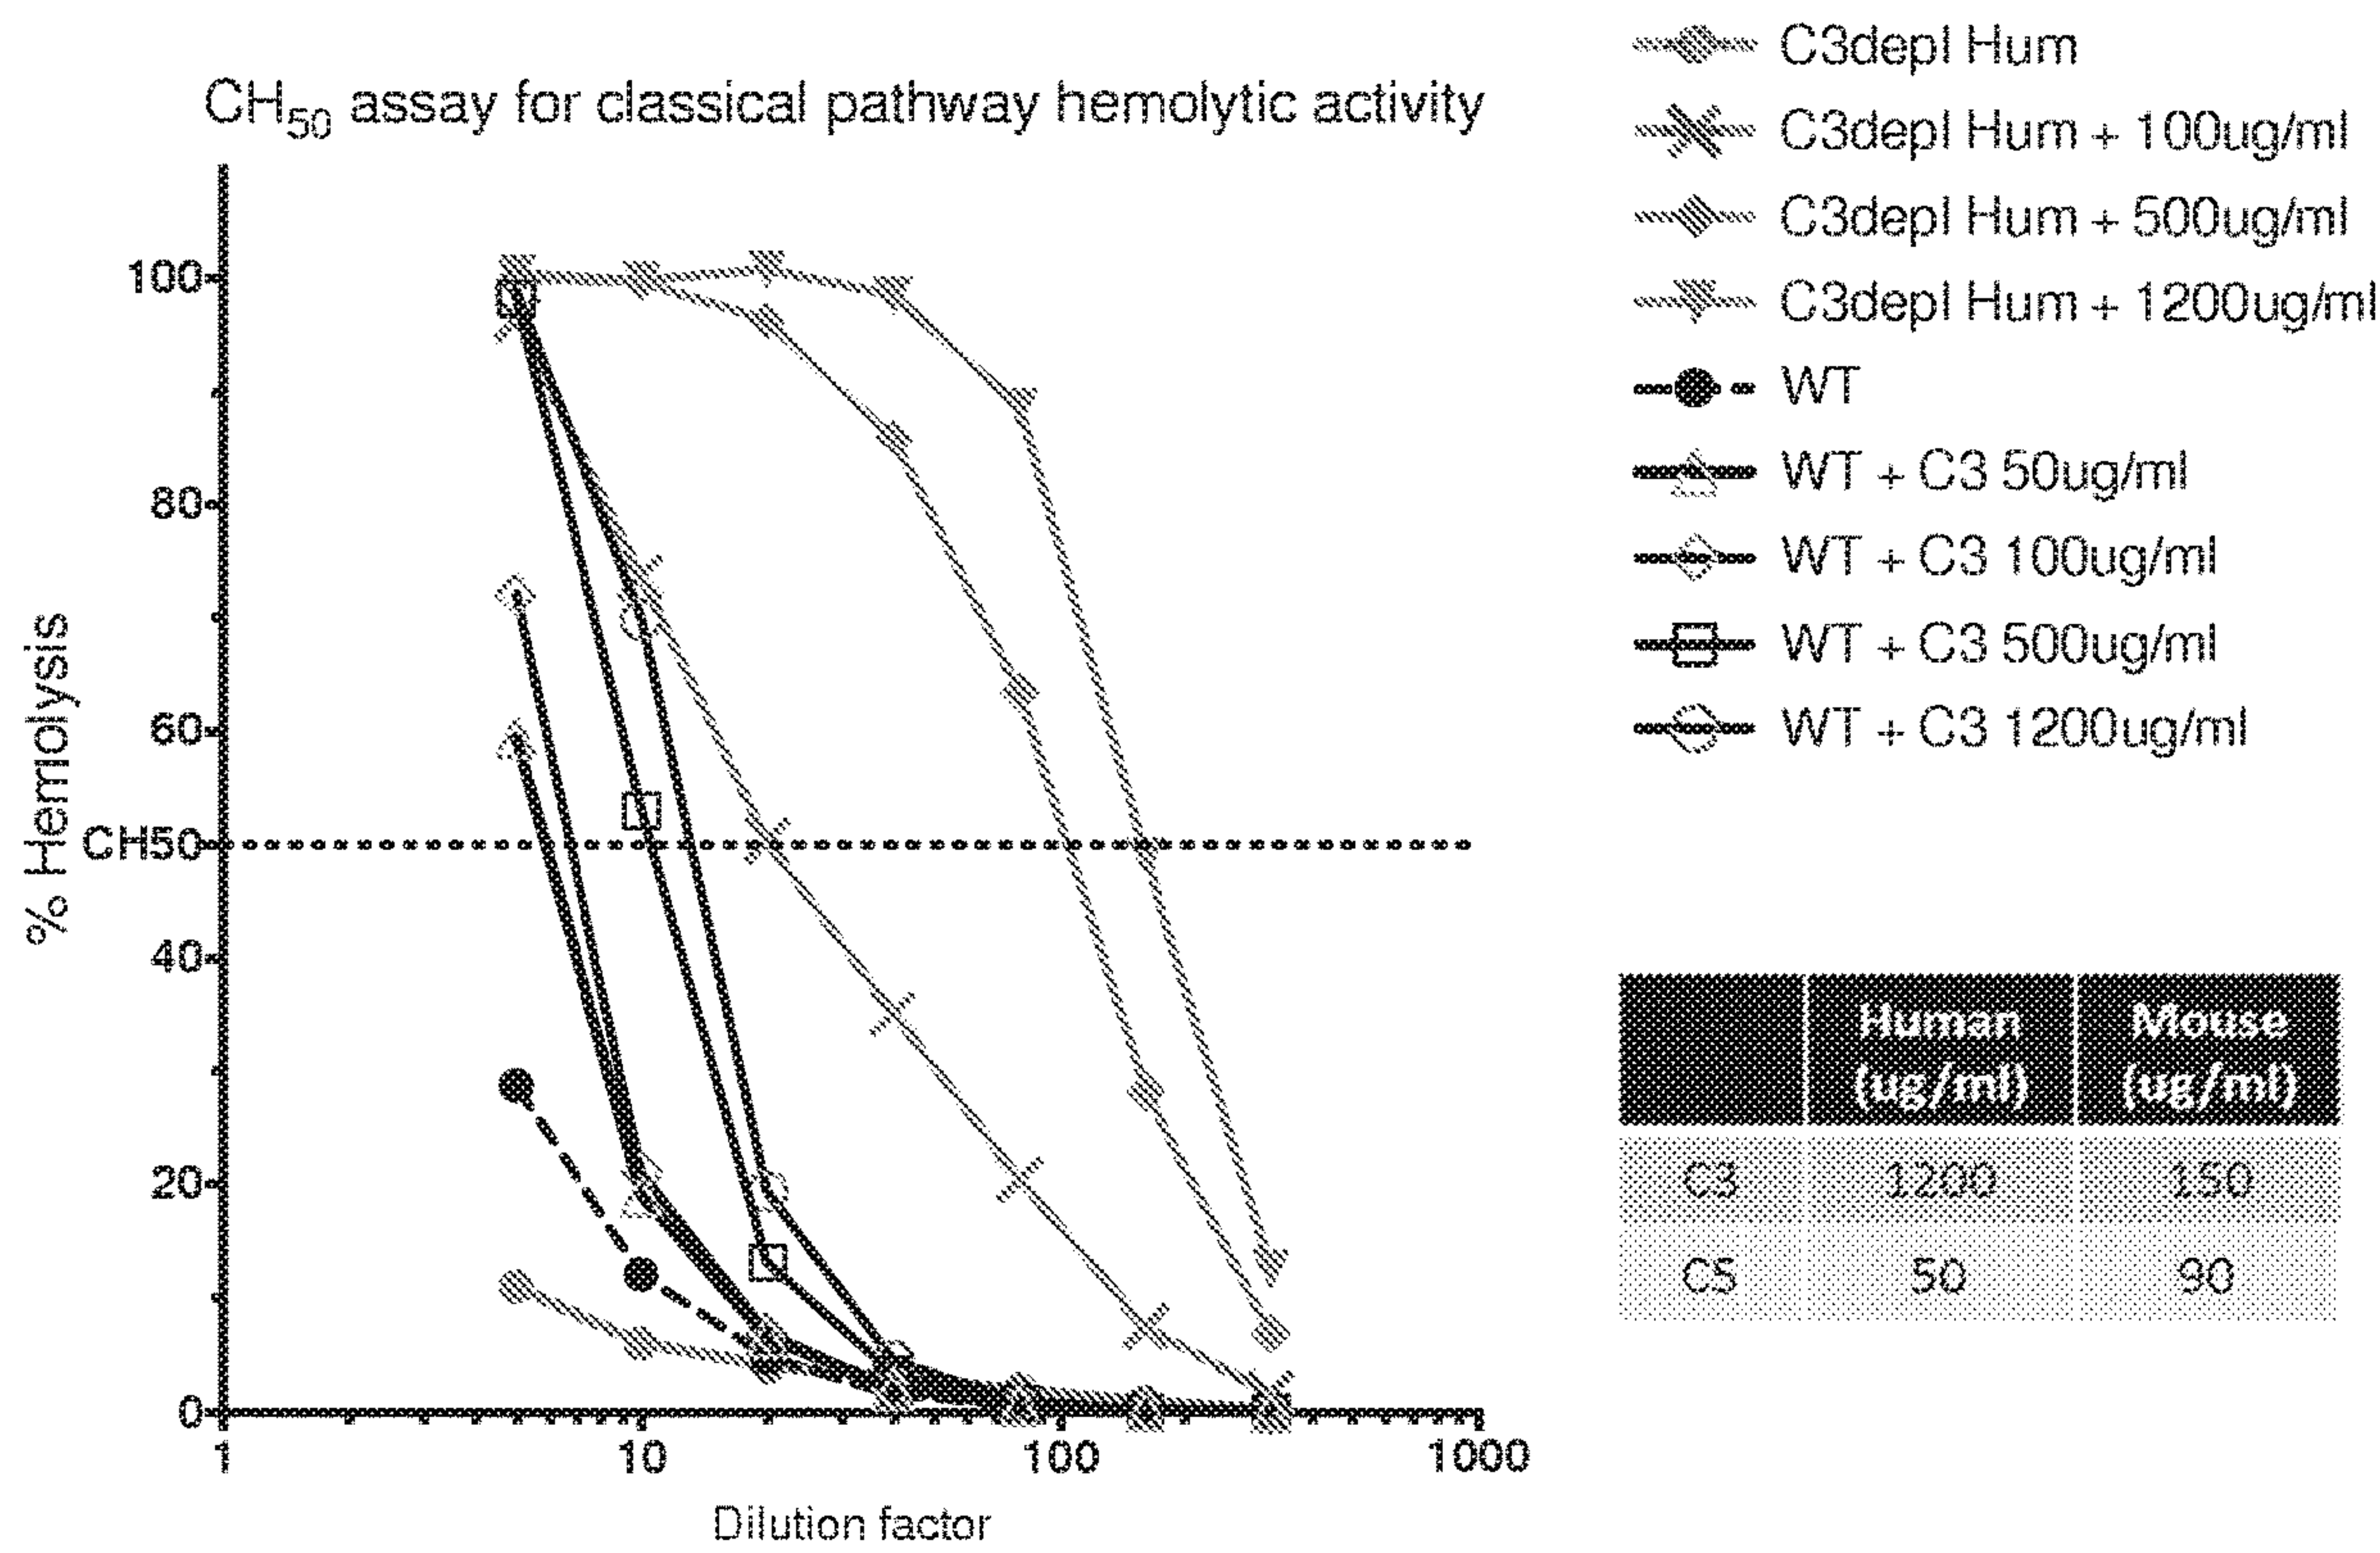 CH50 assay for classical pathway hemolytic activity
C3depl Hum
C3depl Hum + 100ug/ml
C3depl Hum + 500ug/ml
C3depl Hum + 1200ug/ml
WT
WT + C3 50ug/ml
WT + C3 100ug/ml
WT + C3 500ug/ml
WT + C3 1200ug/ml
% Hemolysis
100
80
60
CH50
40
20
0
1 10 100 1000
Dilution factor
Human (ug/ml) Mouse (ug/ml)
C3 1200 150
C5 50 90